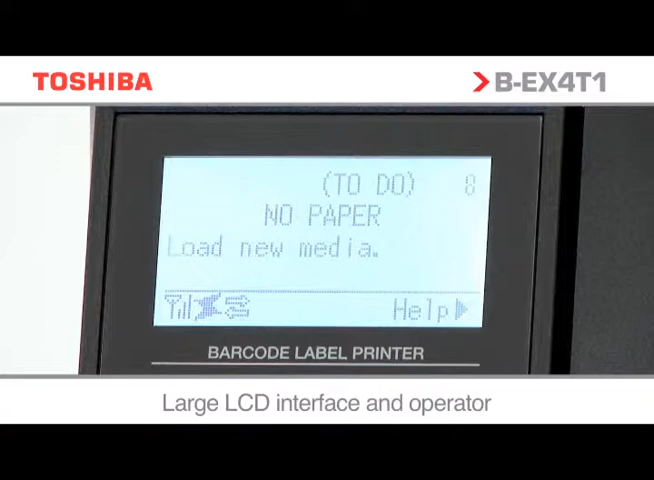 TOSHIBA
B-EX4T1
(TO DO) 8
NO PAPER
Load new media.
Help
BARCODE LABEL PRINTER
Large LCD interface and operator